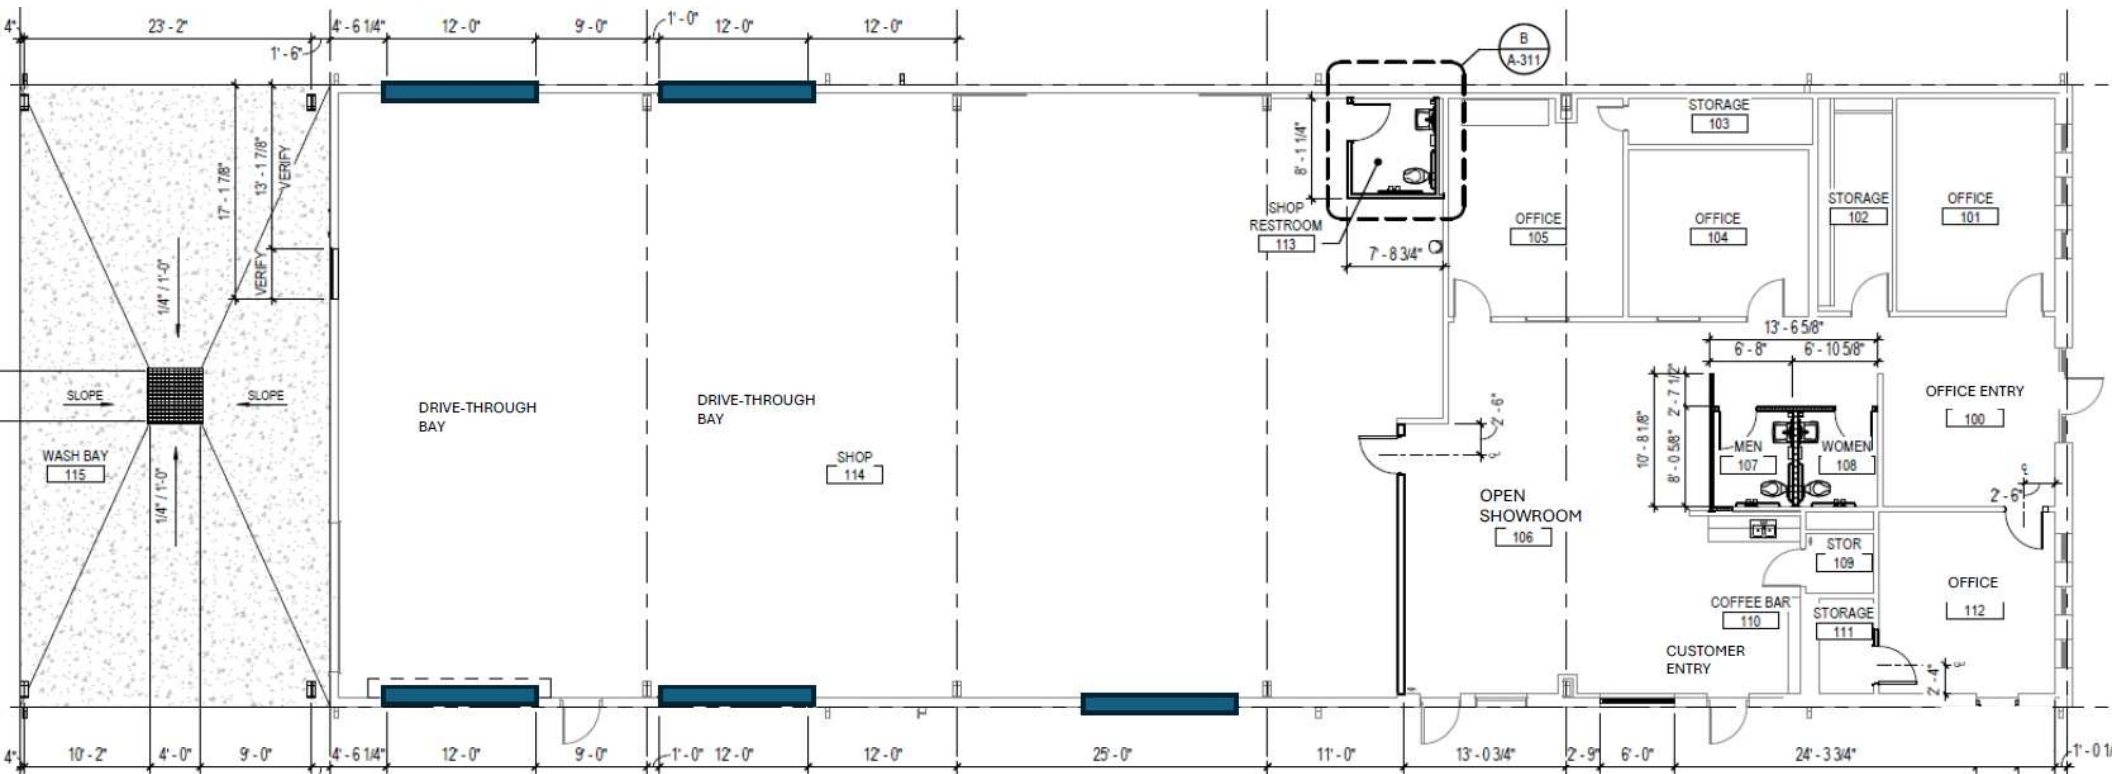 4"
23' - 2"
1' - 6"
4' - 6 1/4"
12' - 0"
9' - 0"
1' - 0"
12' - 0"
12' - 0"
B
A-311
17' - 1 7/8"
13' - 1 7/8"
VERIFY
VERIFY
8' - 1 1/4"
STORAGE
103
STORAGE
102
OFFICE
101
SHOP
RESTROOM
113
OFFICE
105
OFFICE
104
7' - 8 3/4"
1/4" / 1'-0"
SLOPE
SLOPE
1/4" / 1'-0"
WASH BAY
115
DRIVE-THROUGH
BAY
DRIVE-THROUGH
BAY
SHOP
114
13' - 6 5/8"
6' - 8"
6' - 10 5/8"
2' - 7 1/2"
10' - 8 1/8"
8' - 0 5/8"
2' - 6"
OFFICE ENTRY
100
MEN
107
WOMEN
108
2' - 6"
OPEN
SHOWROOM
106
STOR
109
OFFICE
112
COFFEE BAR
110
STORAGE
111
CUSTOMER
ENTRY
2' - 4"
4"
10' - 2"
4' - 0"
9' - 0"
4' - 6 1/4"
12' - 0"
9' - 0"
1' - 0"
12' - 0"
12' - 0"
25' - 0"
11' - 0"
13' - 0 3/4"
2' - 9"
6' - 0"
24' - 3 3/4"
1' - 0 1/